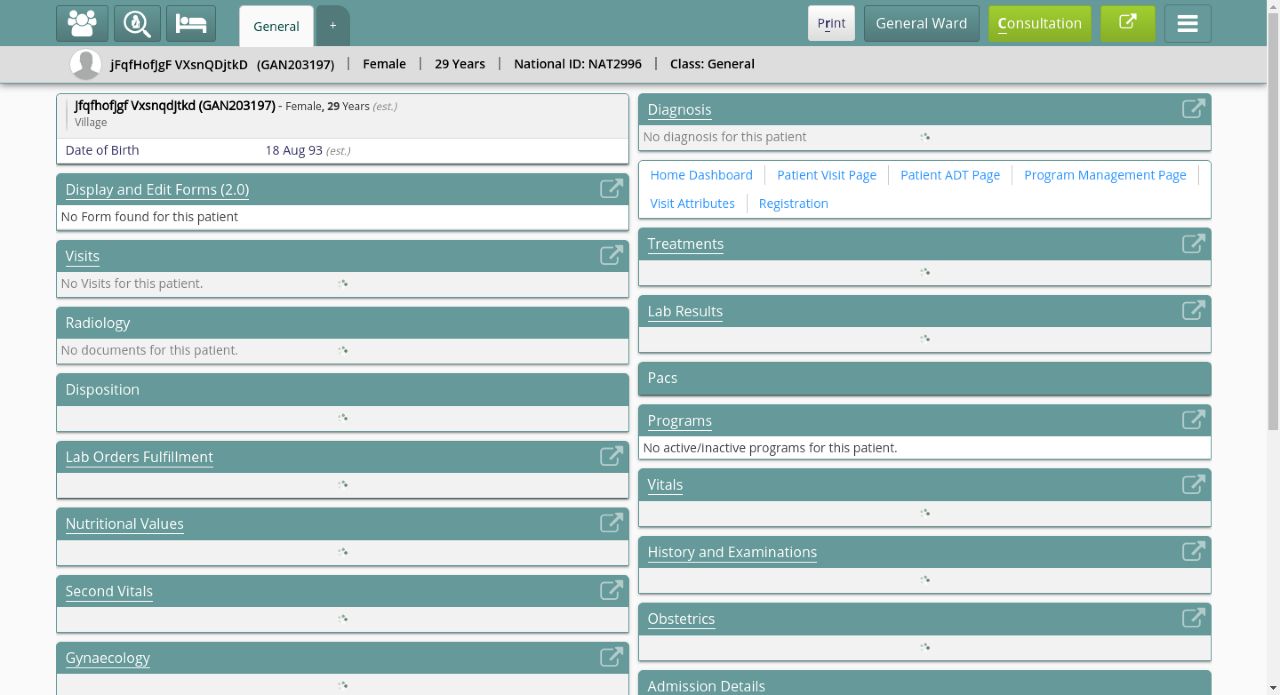 General
+
Print
General Ward
Consultation
jFqfHofJgF VXsnQDjtkD (GAN203197) | Female | 29 Years | National ID: NAT2996 | Class: General
Jfqfhofjgf Vxsnqdjtkd (GAN203197) - Female, 29 Years (est.)
Village
Date of Birth 18 Aug 93 (est.)
Display and Edit Forms (2.0)
No Form found for this patient
Visits
No Visits for this patient.
Radiology
No documents for this patient.
Disposition
Lab Orders Fulfillment
Nutritional Values
Second Vitals
Gynaecology
Diagnosis
No diagnosis for this patient
Home Dashboard
Patient Visit Page
Patient ADT Page
Program Management Page
Visit Attributes
Registration
Treatments
Lab Results
Pacs
Programs
No active/inactive programs for this patient.
Vitals
History and Examinations
Obstetrics
Admission Details